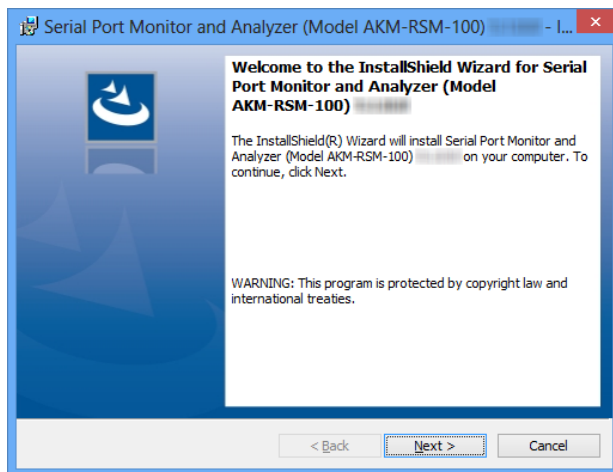 Serial Port Monitor and Analyzer (Model AKM-RSM-100) - I...
Welcome to the InstallShield Wizard for Serial
Port Monitor and Analyzer (Model
AKM-RSM-100)
The InstallShield(R) Wizard will install Serial Port Monitor and
Analyzer (Model AKM-RSM-100) on your computer. To
continue, click Next.
WARNING: This program is protected by copyright law and
international treaties.
< Back Next > Cancel